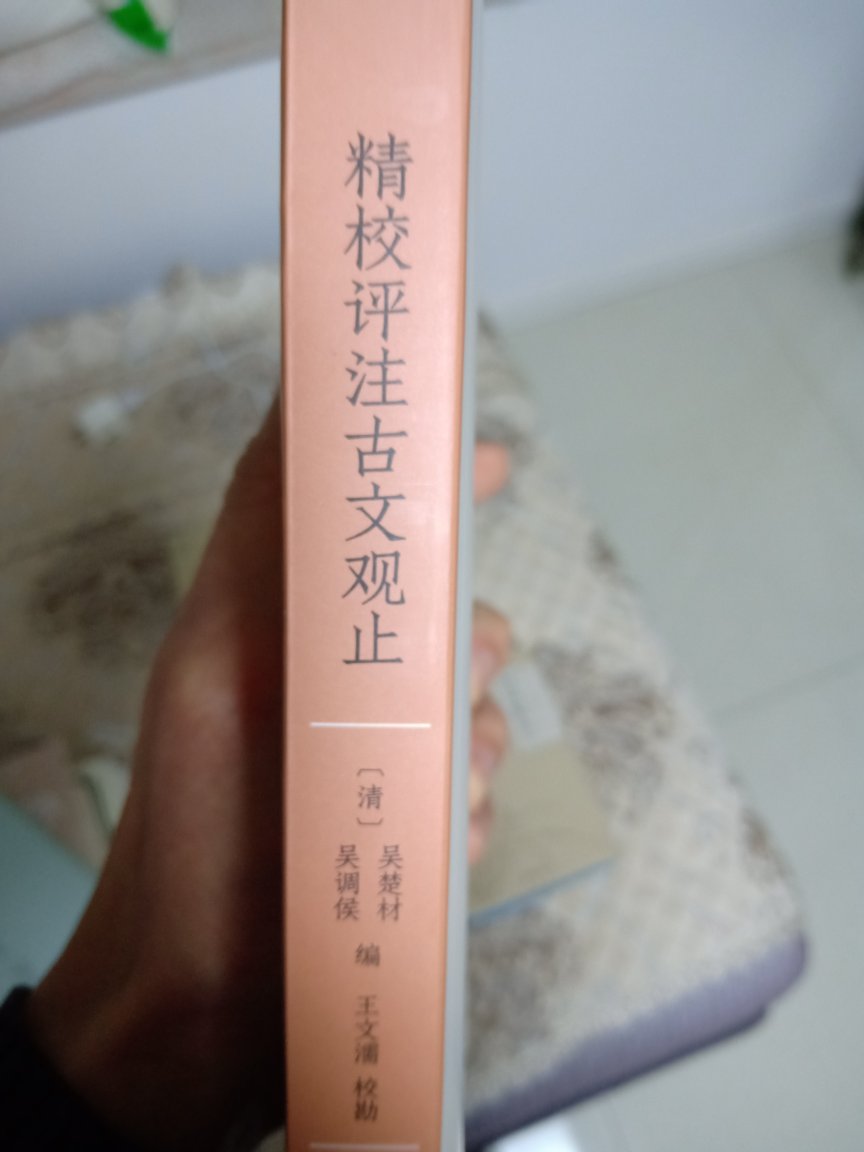 精校评注古文观止
〔清〕
吴楚材
吴调侯
编
王文濡 校勘